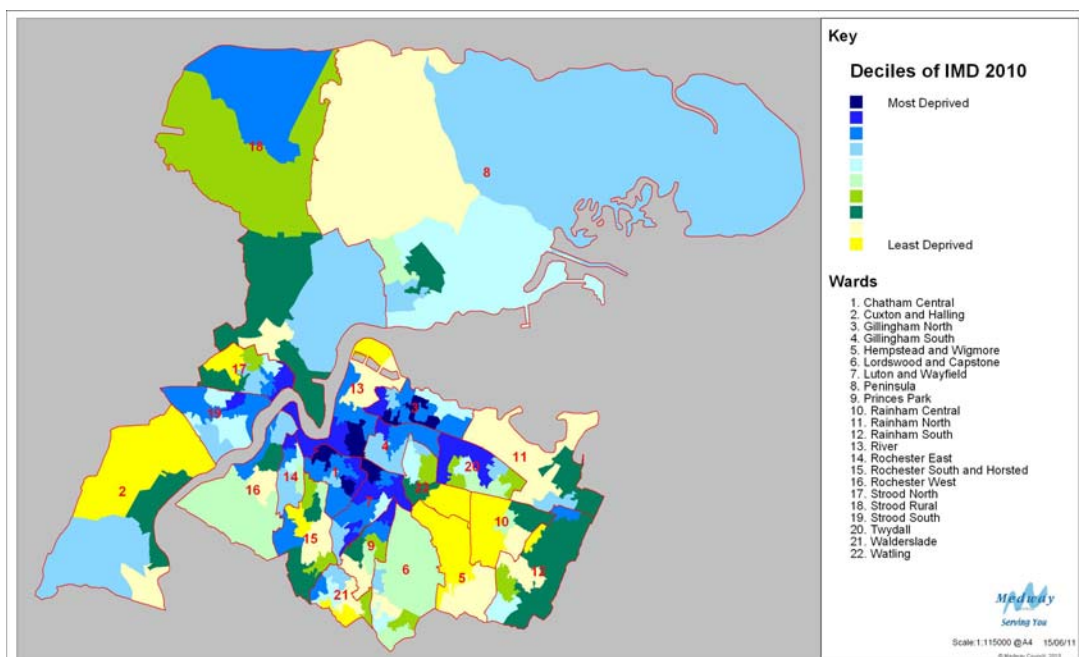 Key
Deciles of IMD 2010
Most Deprived
Least Deprived
Wards
1. Chatham Central
2. Cuxton and Halling
3. Gillingham North
4. Gillingham South
5. Hempstead and Wigmore
6. Lordswood and Capstone
7. Luton and Wayfield
8. Peninsula
9. Princes Park
10. Rainham Central
11. Rainham North
12. Rainham South
13. River
14. Rochester East
15. Rochester South and Horsted
16. Rochester West
17. Strood North
18. Strood Rural
19. Strood South
20. Twydall
21. Walderslade
22. Watling
18
8
17
13
3
19
4
11
20
14
1
22
2
16
7
10
15
9
6
5
12
21
Medway
Serving You
Scale:1:115000 @A4 15/06/11
© Medway Council, 2010